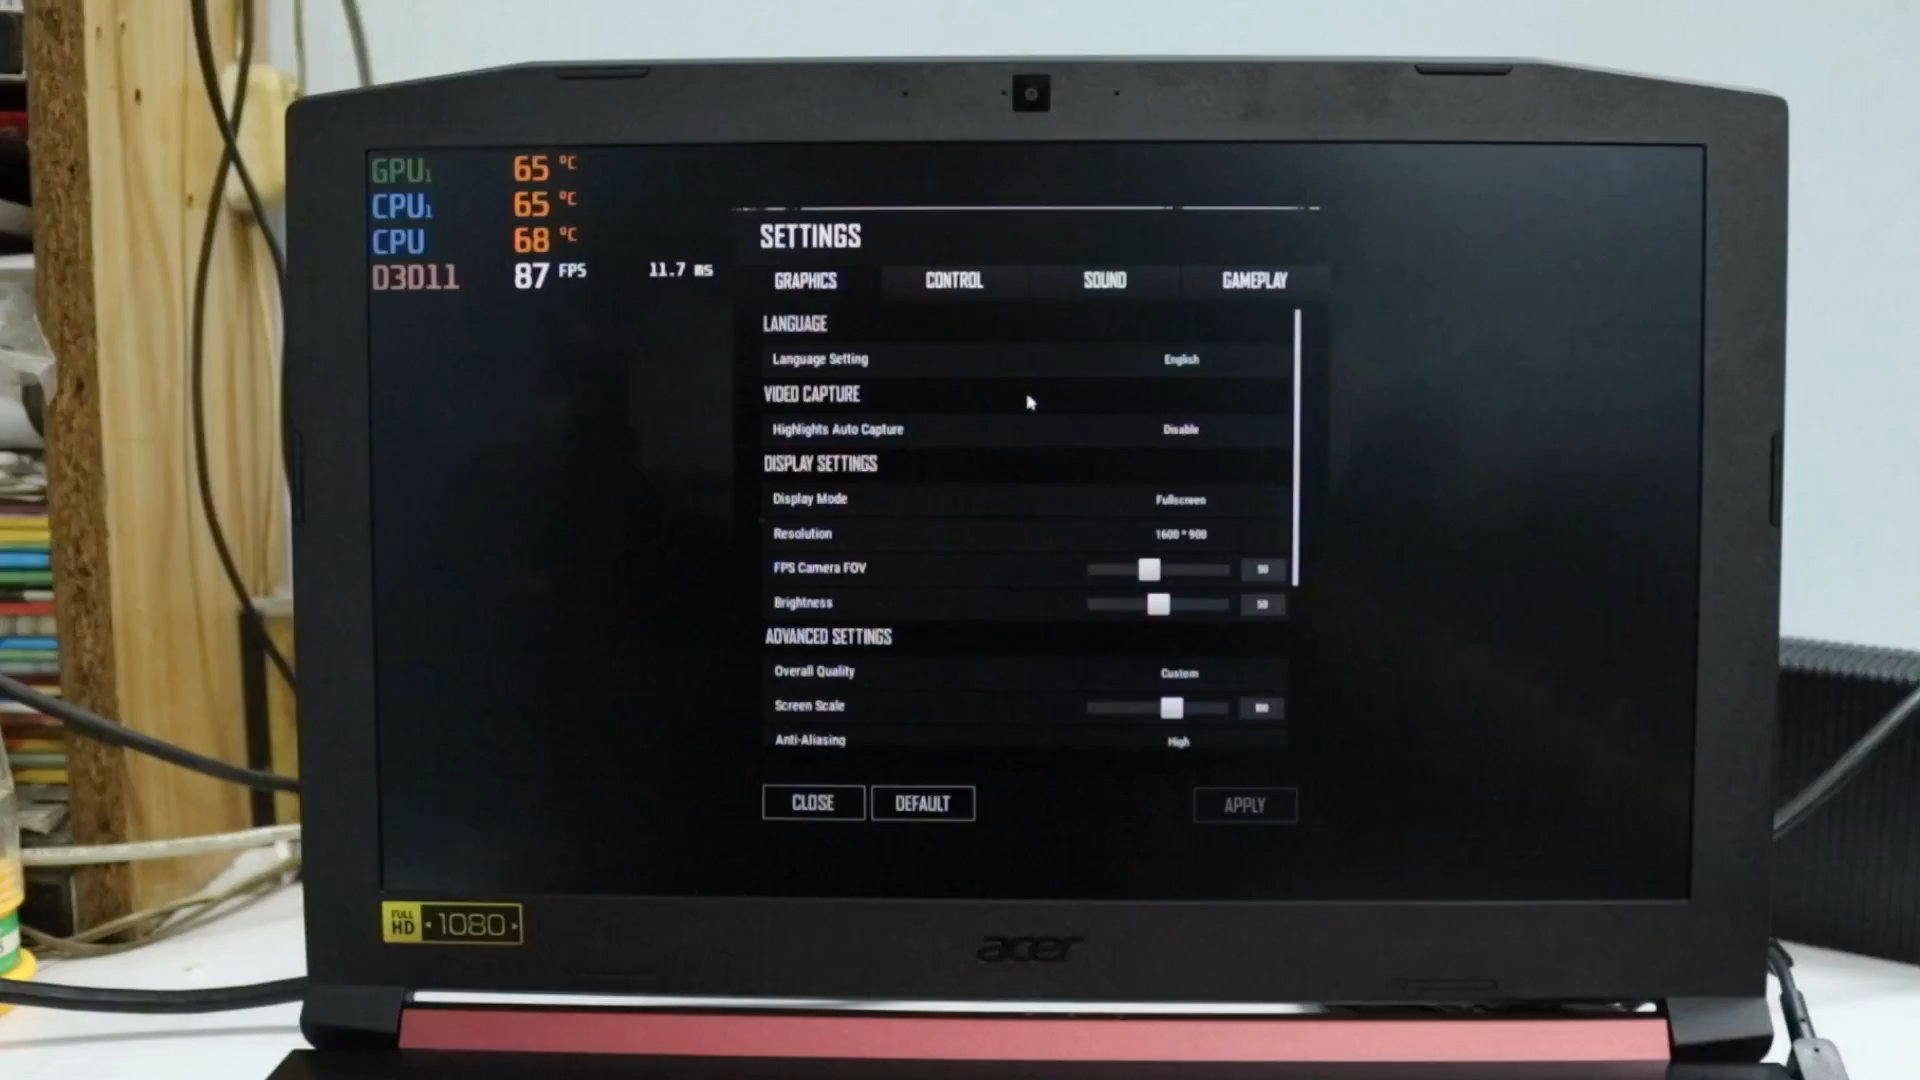 GPU1 65 °C
CPU1 65 °C
CPU 68 °C
D3D11 87 FPS 11.7 ms
SETTINGS
GRAPHICS CONTROL SOUND GAMEPLAY
LANGUAGE
Language Setting English
VIDEO CAPTURE
Highlights Auto Capture Disable
DISPLAY SETTINGS
Display Mode Fullscreen
Resolution 1600 * 900
FPS Camera FOV
Brightness 50
ADVANCED SETTINGS
Overall Quality Custom
Screen Scale
Anti-Aliasing High
CLOSE DEFAULT APPLY
FULL HD 1080
acer